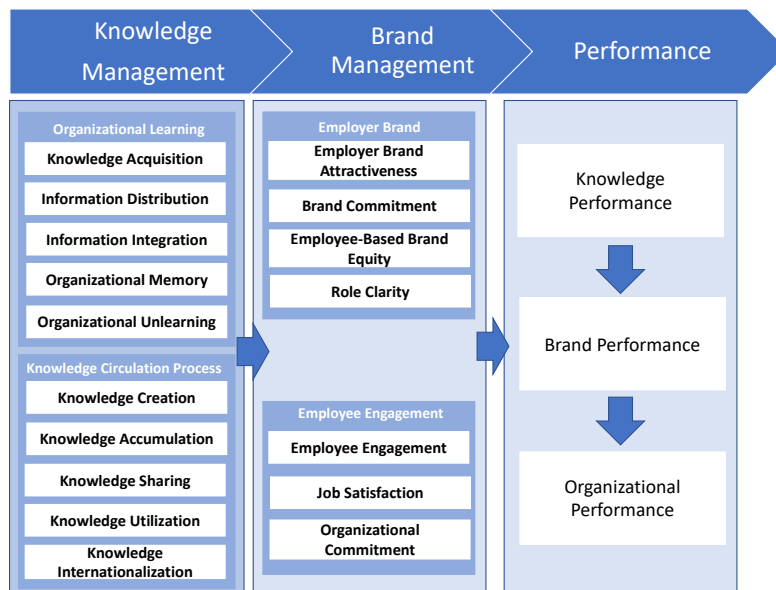 Knowledge
Management
Brand
Management
Performance
Organizational Learning
Knowledge Acquisition
Information Distribution
Information Integration
Organizational Memory
Organizational Unlearning
Knowledge Circulation Process
Knowledge Creation
Knowledge Accumulation
Knowledge Sharing
Knowledge Utilization
Knowledge
Internationalization
Employer Brand
Employer Brand
Attractiveness
Brand Commitment
Employee-Based Brand
Equity
Role Clarity
Employee Engagement
Employee Engagement
Job Satisfaction
Organizational
Commitment
Knowledge
Performance
Brand Performance
Organizational
Performance